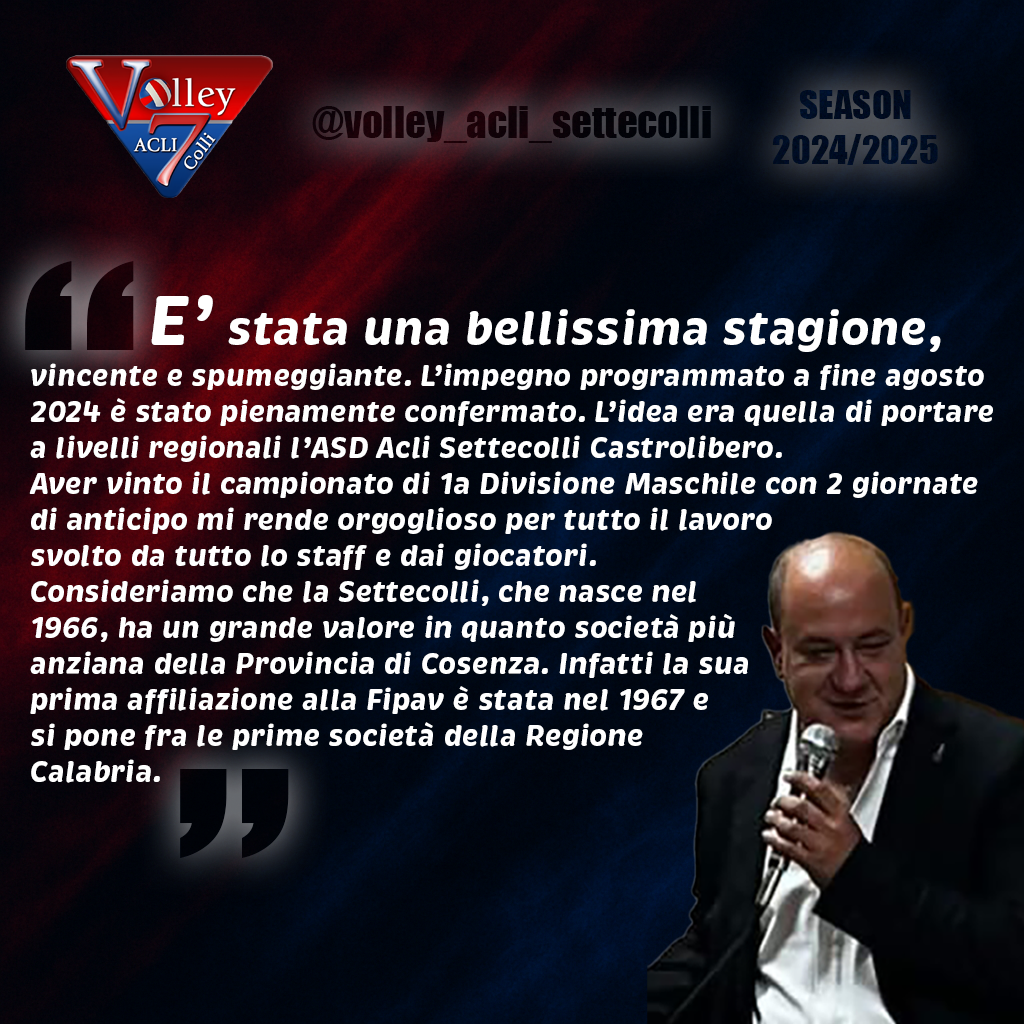 Volley
ACLI 7 Colli
@volley_acli_settecolli
SEASON
2024/2025
“E’ stata una bellissima stagione,
vincente e spumeggiante. L’impegno programmato a fine agosto
2024 è stato pienamente confermato. L’idea era quella di portare
a livelli regionali l’ASD Acli Settecolli Castrolibero.
Aver vinto il campionato di 1a Divisione Maschile con 2 giornate
di anticipo mi rende orgoglioso per tutto il lavoro
svolto da tutto lo staff e dai giocatori.
Consideriamo che la Settecolli, che nasce nel
1966, ha un grande valore in quanto società più
anziana della Provincia di Cosenza. Infatti la sua
prima affiliazione alla Fipav è stata nel 1967 e
si pone fra le prime società della Regione
Calabria.”